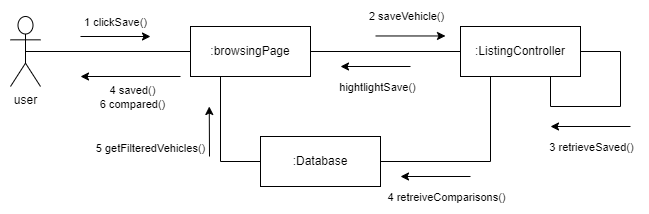 1 clickSave()
2 saveVehicle()
:browsingPage
:ListingController
hightlightSave()
4 saved()
6 compared()
user
5 getFilteredVehicles()
3 retrieveSaved()
:Database
4 retreiveComparisons()